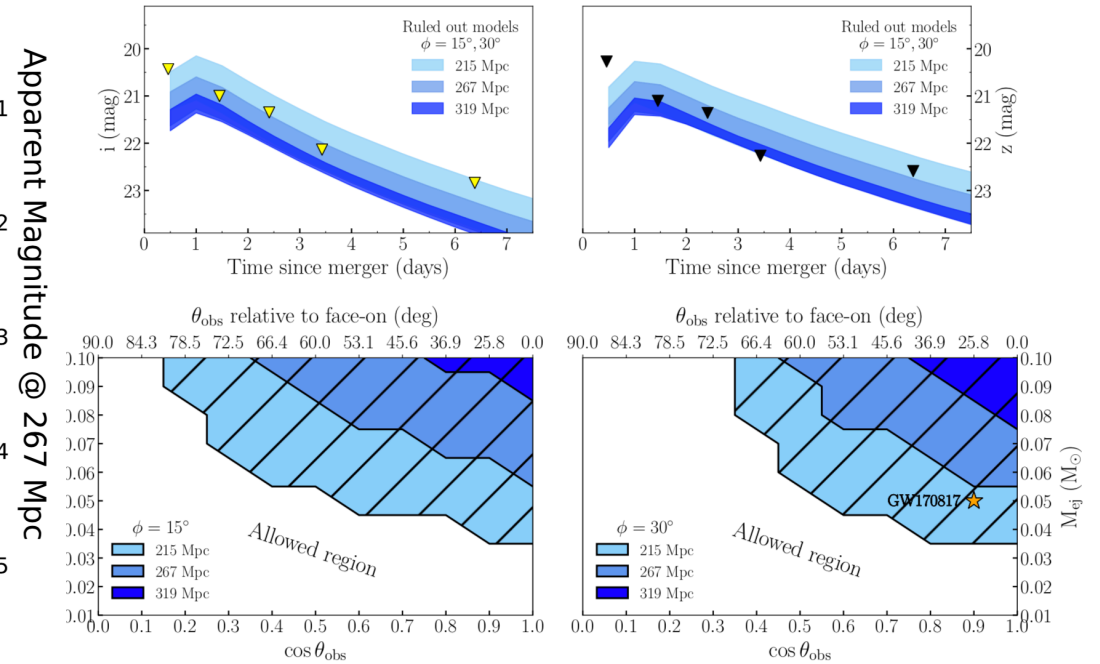 Apparent Magnitude @ 267 Mpc
1
2
3
4
5
i (mag)
20
21
22
23
Ruled out models
ϕ = 15°, 30°
215 Mpc
267 Mpc
319 Mpc
0 1 2 3 4 5 6 7
Time since merger (days)
Ruled out models
ϕ = 15°, 30°
215 Mpc
267 Mpc
319 Mpc
20
21
22
23
z (mag)
0 1 2 3 4 5 6 7
Time since merger (days)
θobs relative to face-on (deg)
90.0 84.3 78.5 72.5 66.4 60.0 53.1 45.6 36.9 25.8 0.0
).10
0.09
0.08
0.07
0.06
0.05
0.04
0.03
0.02
).01
ϕ = 15°
215 Mpc
267 Mpc
319 Mpc
Allowed region
0.0 0.1 0.2 0.3 0.4 0.5 0.6 0.7 0.8 0.9 1.0
cos θobs
θobs relative to face-on (deg)
90.0 84.3 78.5 72.5 66.4 60.0 53.1 45.6 36.9 25.8 0.0
GW170817
ϕ = 30°
215 Mpc
267 Mpc
319 Mpc
Allowed region
0.10
0.09
0.08
0.07
0.06
0.05
0.04
0.03
0.02
0.01
Mej (M⊙)
0.0 0.1 0.2 0.3 0.4 0.5 0.6 0.7 0.8 0.9 1.0
cos θobs